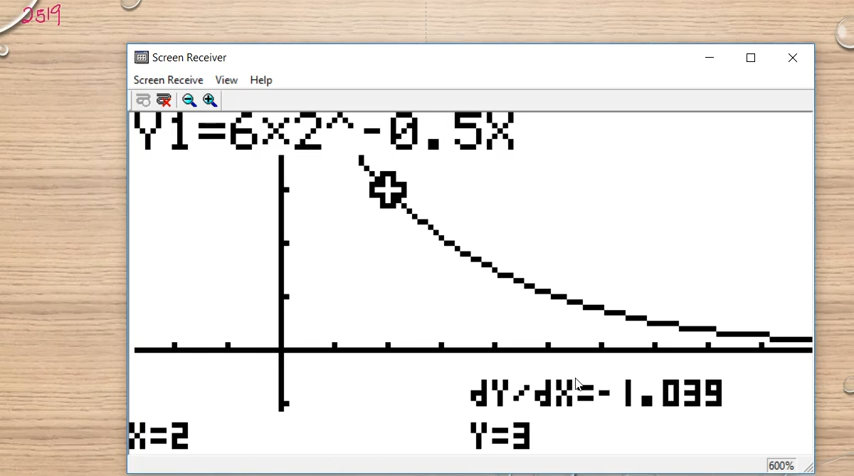 2519
Screen Receiver
Screen Receive View Help
Y1=6×2^-0.5X
dY/dX=-1.039
X=2 Y=3
600%